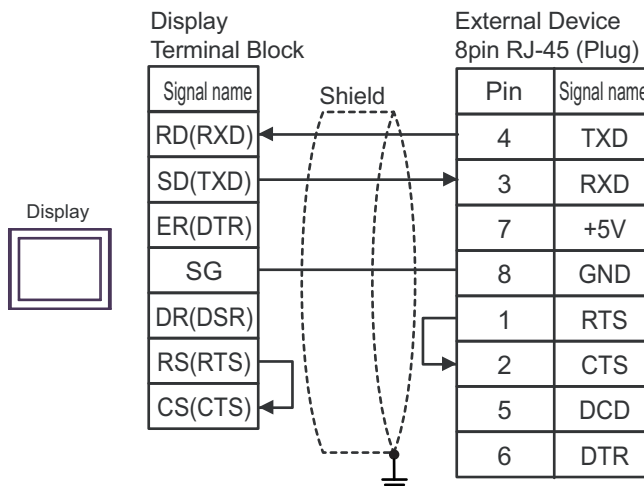 Display
Terminal Block
External Device
8pin RJ-45 (Plug)
Signal name
Shield
Pin
Signal name
RD(RXD)
4
TXD
SD(TXD)
3
RXD
Display
ER(DTR)
7
+5V
SG
8
GND
DR(DSR)
1
RTS
RS(RTS)
2
CTS
CS(CTS)
5
DCD
6
DTR